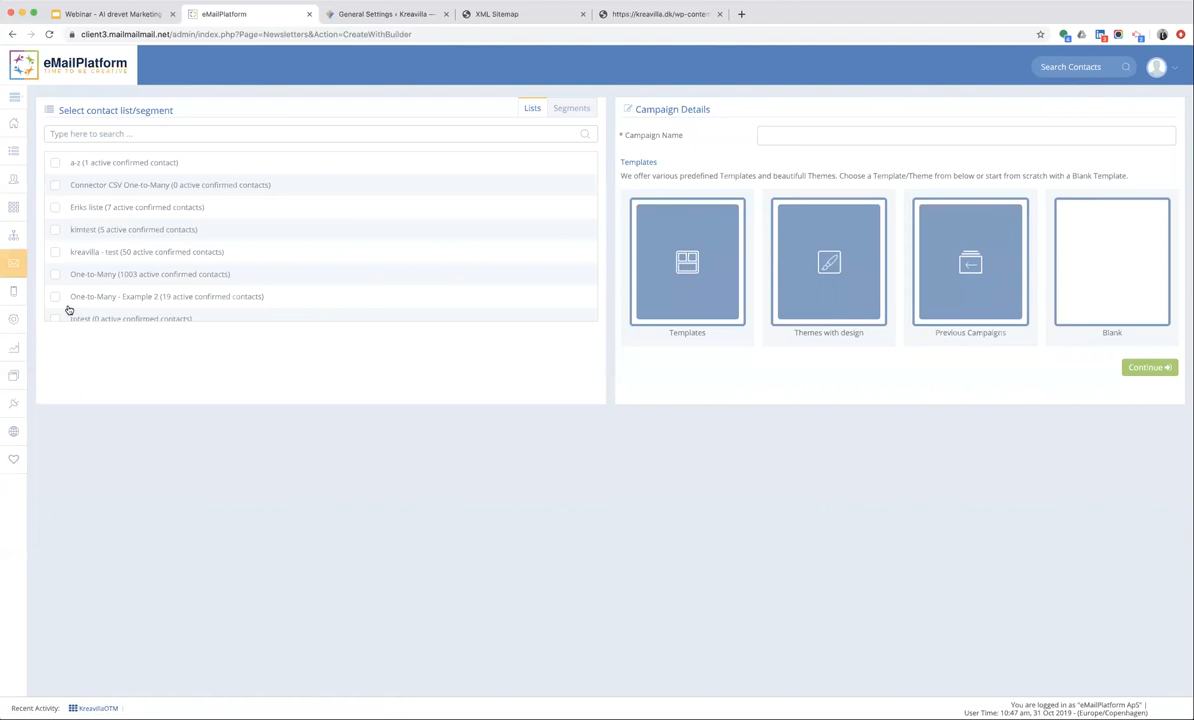 Webinar - AI drevet Marketing
eMailPlatform
General Settings ‹ Kreavilla —
XML Sitemap
https://kreavilla.dk/wp-conten
client3.mailmailmail.net/admin/index.php?Page=Newsletters&Action=CreateWithBuilder
eMailPlatform
TIME TO BE CREATIVE
Search Contacts
Select contact list/segment
Lists
Segments
Type here to search ...
a-z (1 active confirmed contact)
Connector CSV One-to-Many (0 active confirmed contacts)
Eriks liste (7 active confirmed contacts)
kimtest (5 active confirmed contacts)
kreavilla - test (50 active confirmed contacts)
One-to-Many (1003 active confirmed contacts)
One-to-Many - Example 2 (19 active confirmed contacts)
(0 active confirmed contacts)
Campaign Details
* Campaign Name
Templates
We offer various predefined Templates and beautifull Themes. Choose a Template/Theme from below or start from scratch with a Blank Template.
Templates
Themes with design
Previous Campaigns
Blank
Continue
Recent Activity:
KreavillaOTM
You are logged in as "eMailPlatform ApS" |
User Time: 10:47 am, 31 Oct 2019 - (Europe/Copenhagen)